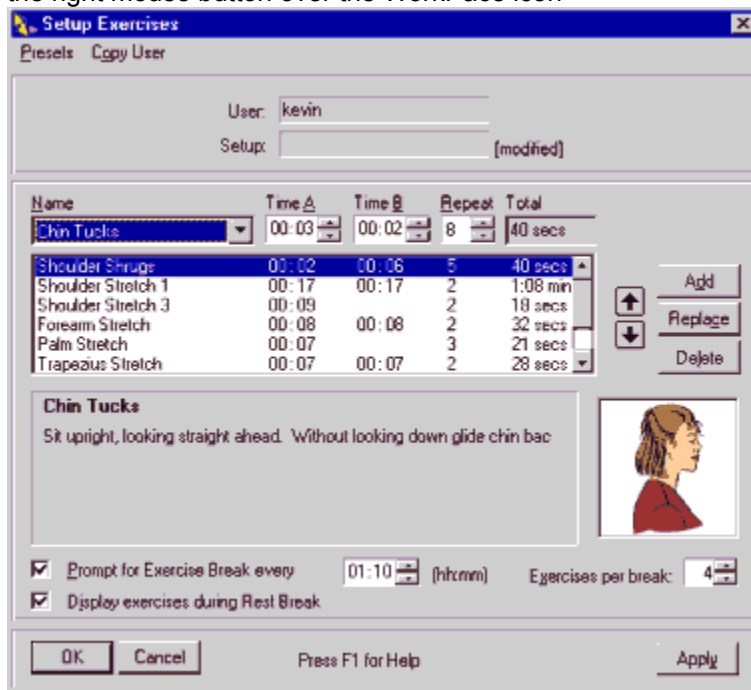 the right mouse button over the WorkPace icon
Setup Exercises
Presets Copy User
User: kevin
Setup: [modified]
Name Time A Time B Repeat Total
Chin Tucks 00:03 00:02 8 40 secs
Shoulder Shrugs 00:02 00:06 5 40 secs
Shoulder Stretch 1 00:17 00:17 2 1:08 min
Shoulder Stretch 3 00:09 2 18 secs
Forearm Stretch 00:08 00:08 2 32 secs
Palm Stretch 00:07 3 21 secs
Trapezius Stretch 00:07 00:07 2 28 secs
Add
Replace
Delete
Chin Tucks
Sit upright, looking straight ahead. Without looking down glide chin bac
Prompt for Exercise Break every 01:10 (hh:mm) Exercises per break: 4
Display exercises during Rest Break
OK Cancel Press F1 for Help Apply